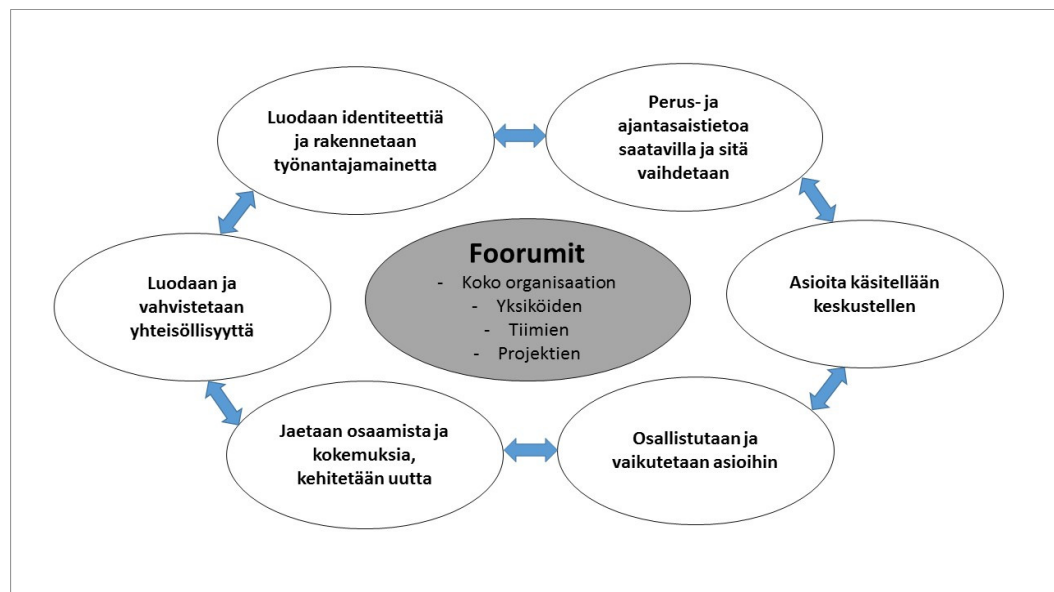 Luodaan identiteettiä
ja rakennetaan
työnantajamainetta
Perus- ja
ajantasaistietoa
saatavilla ja sitä
vaihdetaan
Luodaan ja
vahvistetaan
yhteisöllisyyttä
Foorumit
- Koko organisaation
- Yksiköiden
- Tiimien
- Projektien
Asioita käsitellään
keskustellen
Jaetaan osaamista ja
kokemuksia,
kehitetään uutta
Osallistutaan ja
vaikutetaan asioihin